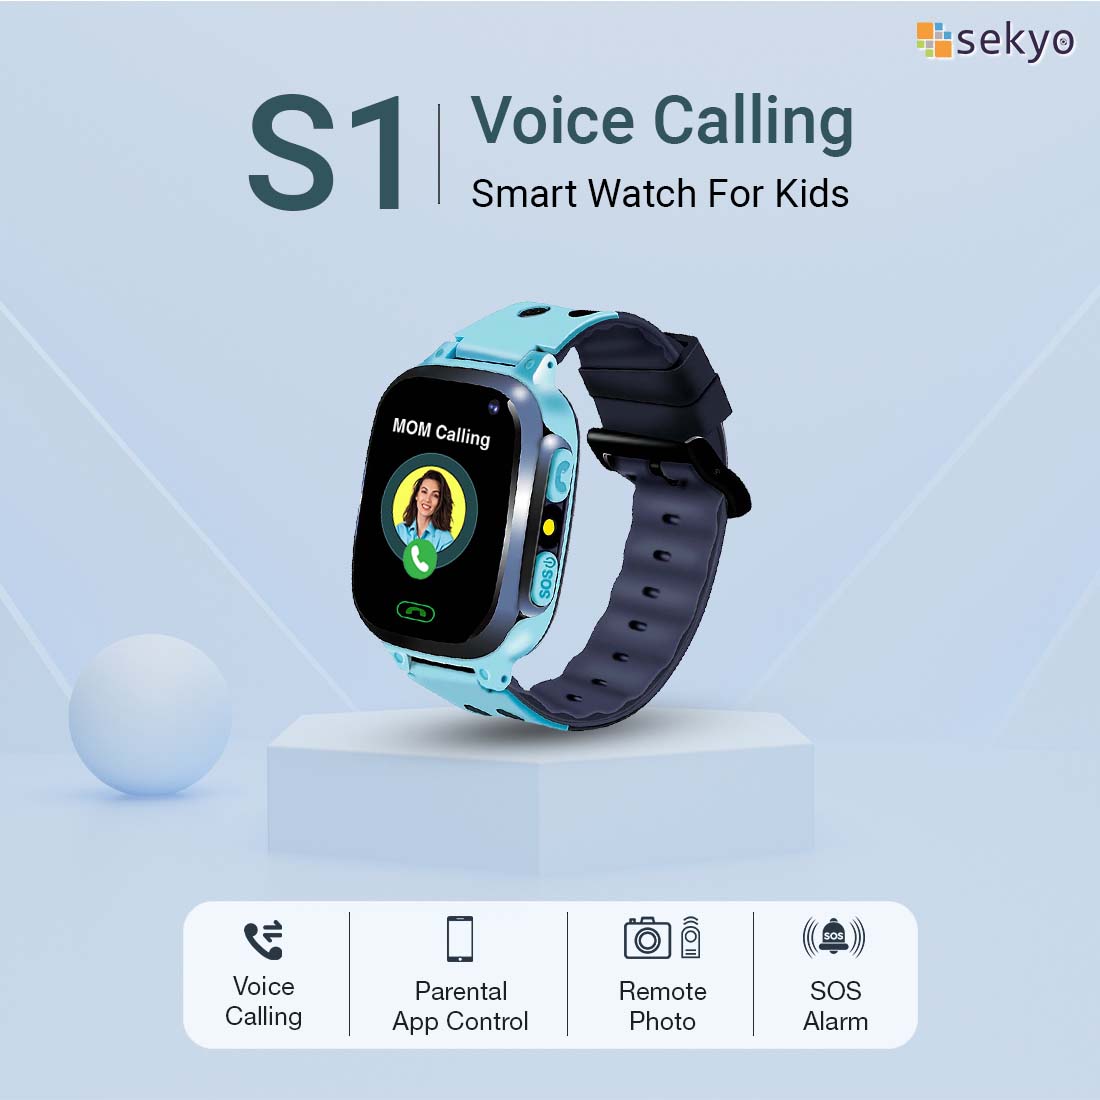 sekyo
S1
Voice Calling
Smart Watch For Kids
MOM Calling
SOS
Voice
Calling
Parental
App Control
Remote
Photo
SOS
SOS
Alarm